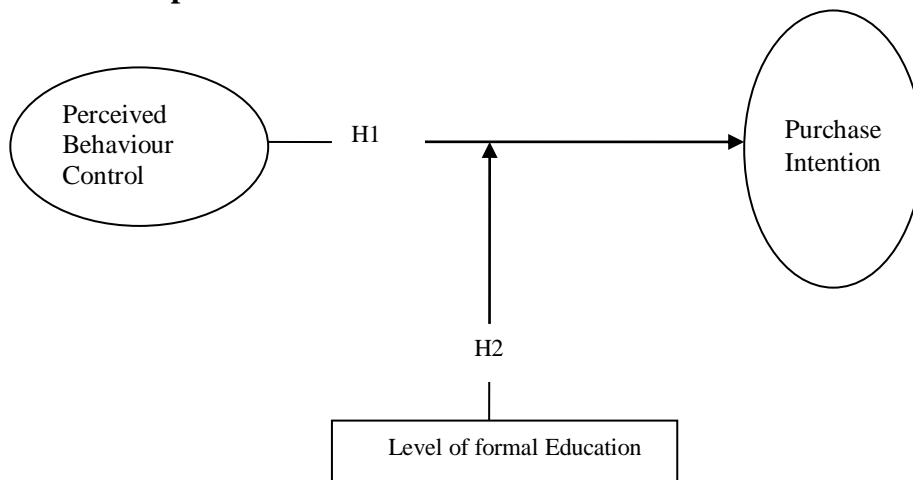 Perceived
Behaviour
Control
H1
Purchase
Intention
H2
Level of formal Education